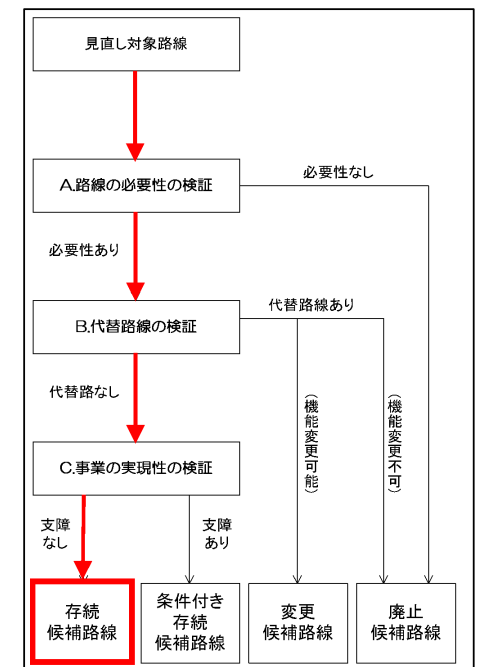 見直し対象路線
必要性なし
A.路線の必要性の検証
必要性あり
代替路線あり
B.代替路線の検証
代替路なし
（機能変更可能）
（機能変更不可）
C.事業の実現性の検証
支障
なし
支障
あり
存続
候補路線
条件付き
存続
候補路線
変更
候補路線
廃止
候補路線